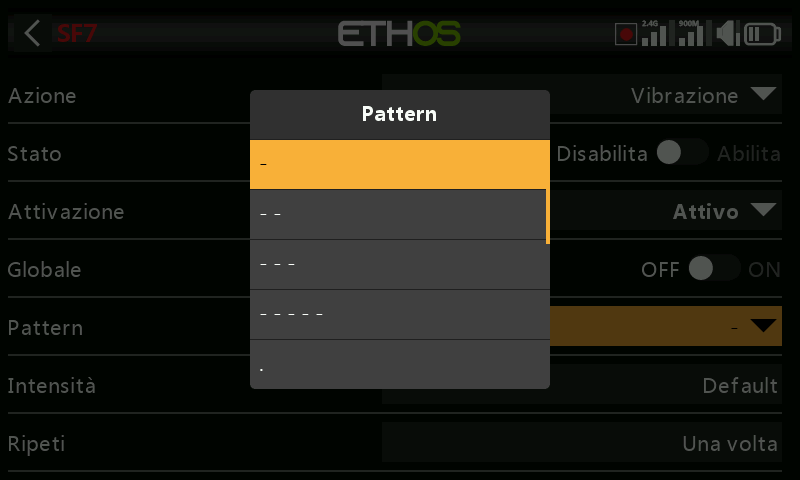 SF7 ETHOS 2.4G 900M
Azione Vibrazione
Stato Disabilita Abilita
Attivazione Attivo
Globale OFF ON
Pattern -
Intensità Default
Ripeti Una volta
Pattern
-
- -
- - -
- - - - -
.